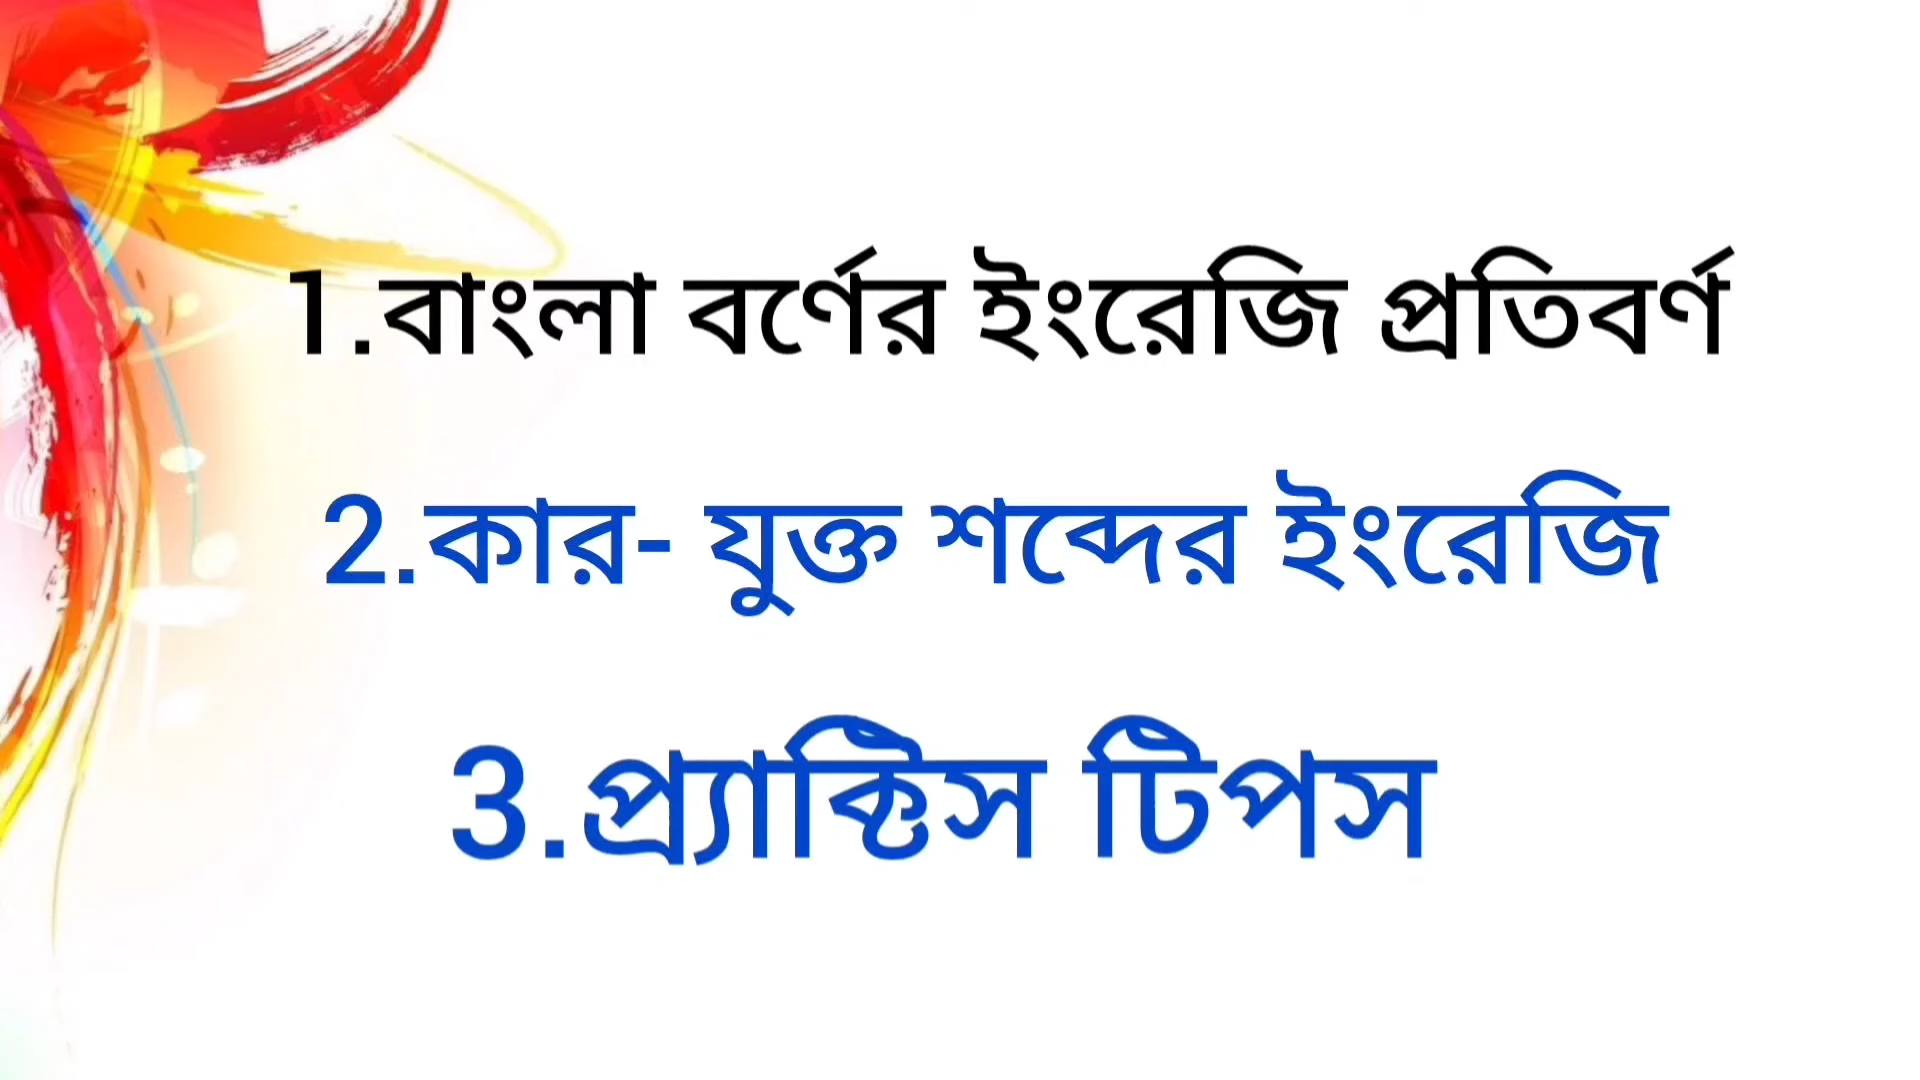 1.বাংলা বর্ণের ইংরেজি প্রতিবর্ণ
2.কার- যুক্ত শব্দের ইংরেজি
3.প্র্যাক্টিস টিপস